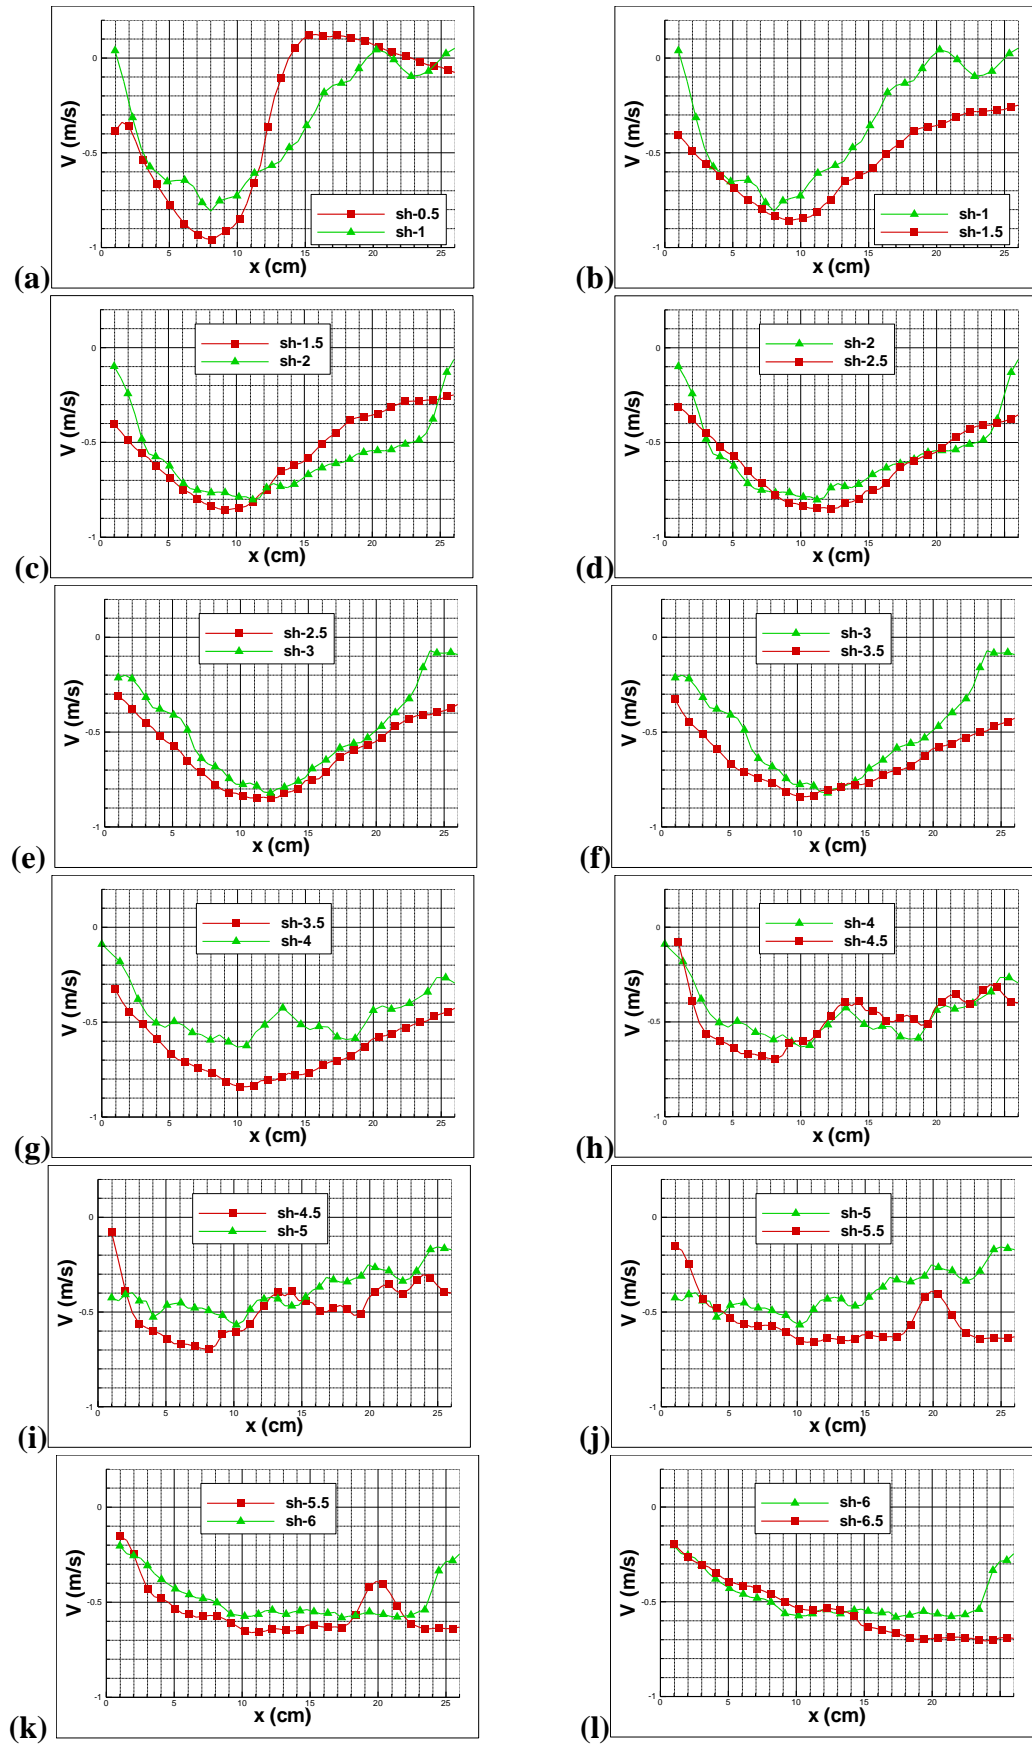 0
-0.5
-1
V (m/s)
sh-0.5
sh-1
0 5 10 15 20 25
x (cm)
(a)
0
-0.5
-1
V (m/s)
sh-1
sh-1.5
0 5 10 15 20 25
x (cm)
(b)
0
-0.5
-1
V (m/s)
sh-1.5
sh-2
0 5 10 15 20 25
x (cm)
(c)
0
-0.5
-1
V (m/s)
sh-2
sh-2.5
0 5 10 15 20 25
x (cm)
(d)
0
-0.5
-1
V (m/s)
sh-2.5
sh-3
0 5 10 15 20 25
x (cm)
(e)
0
-0.5
-1
V (m/s)
sh-3
sh-3.5
0 5 10 15 20 25
x (cm)
(f)
0
-0.5
-1
V (m/s)
sh-3.5
sh-4
0 5 10 15 20 25
x (cm)
(g)
0
-0.5
-1
V (m/s)
sh-4
sh-4.5
0 5 10 15 20 25
x (cm)
(h)
0
-0.5
-1
V (m/s)
sh-4.5
sh-5
0 5 10 15 20 25
x (cm)
(i)
0
-0.5
-1
V (m/s)
sh-5
sh-5.5
0 5 10 15 20 25
x (cm)
(j)
0
-0.5
-1
V (m/s)
sh-5.5
sh-6
0 5 10 15 20 25
x (cm)
(k)
0
-0.5
-1
V (m/s)
sh-6
sh-6.5
0 5 10 15 20 25
x (cm)
(l)